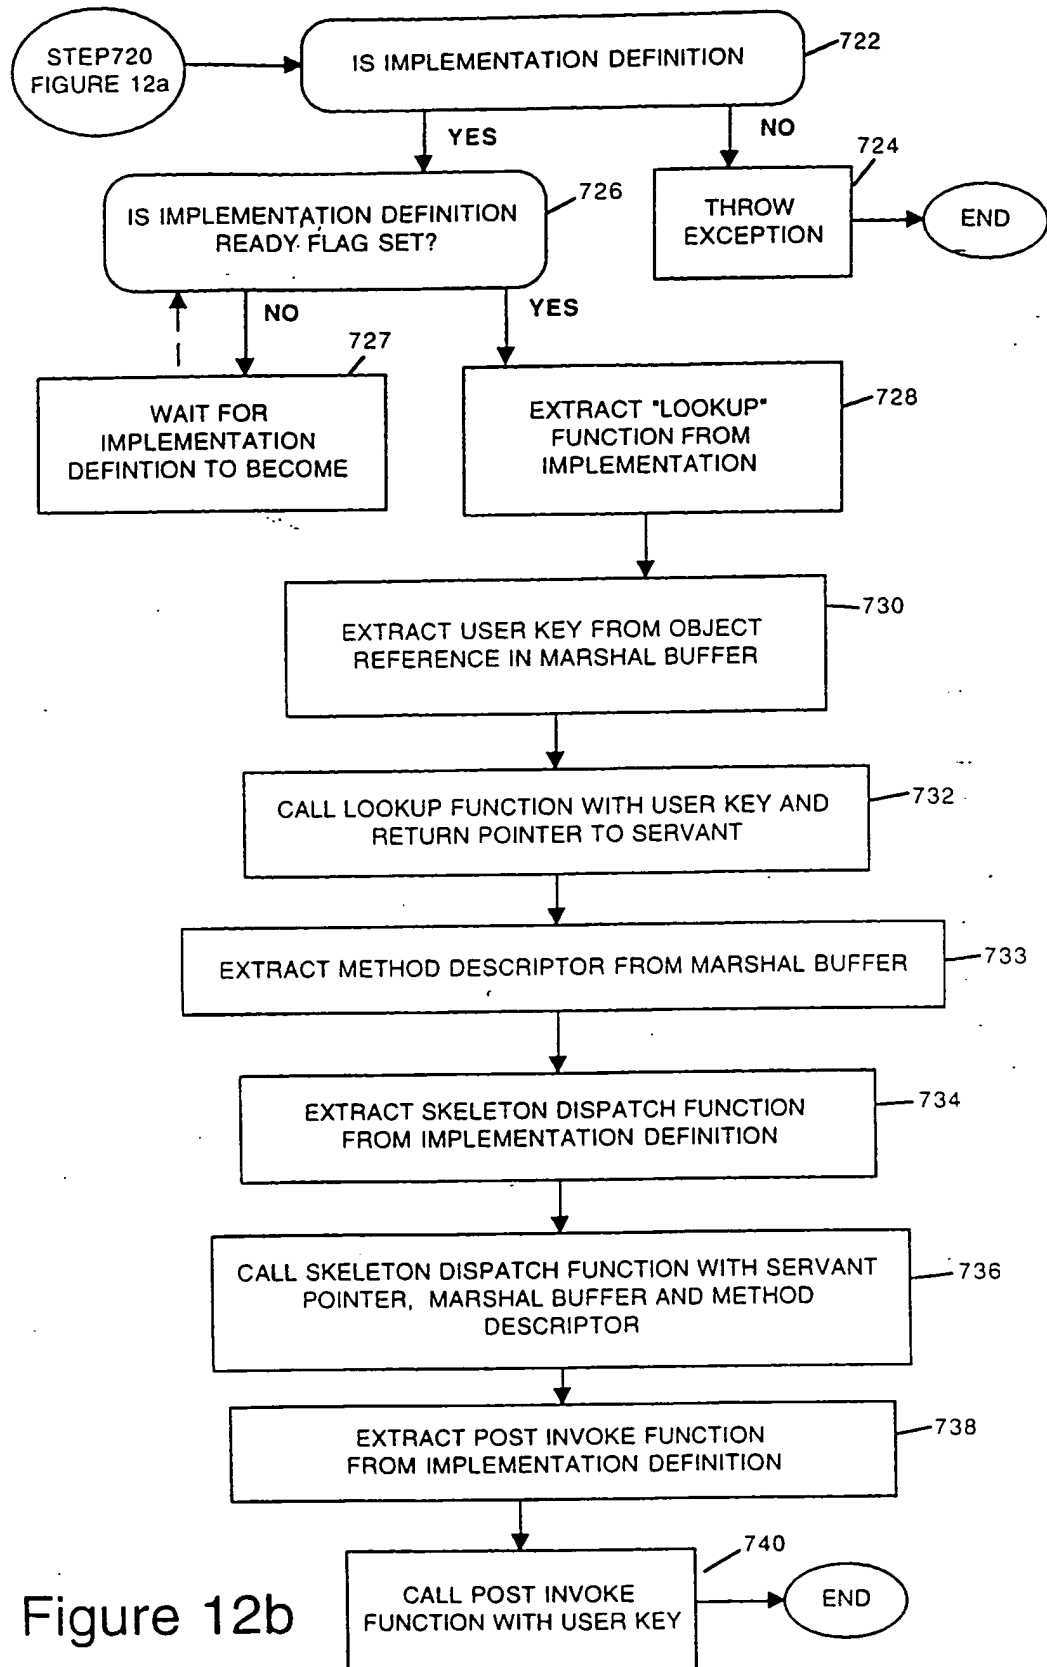 STEP720
FIGURE 12a
IS IMPLEMENTATION DEFINITION
722
YES
NO
724
THROW
EXCEPTION
END
IS IMPLEMENTATION DEFINITION
READY FLAG SET?
726
NO
YES
727
WAIT FOR
IMPLEMENTATION
DEFINTION TO BECOME
EXTRACT "LOOKUP"
FUNCTION FROM
IMPLEMENTATION
728
EXTRACT USER KEY FROM OBJECT
REFERENCE IN MARSHAL BUFFER
730
CALL LOOKUP FUNCTION WITH USER KEY AND
RETURN POINTER TO SERVANT
732
EXTRACT METHOD DESCRIPTOR FROM MARSHAL BUFFER
733
EXTRACT SKELETON DISPATCH FUNCTION
FROM IMPLEMENTATION DEFINITION
734
CALL SKELETON DISPATCH FUNCTION WITH SERVANT
POINTER, MARSHAL BUFFER AND METHOD
DESCRIPTOR
736
EXTRACT POST INVOKE FUNCTION
FROM IMPLEMENTATION DEFINITION
738
740
CALL POST INVOKE
FUNCTION WITH USER KEY
END
Figure 12b